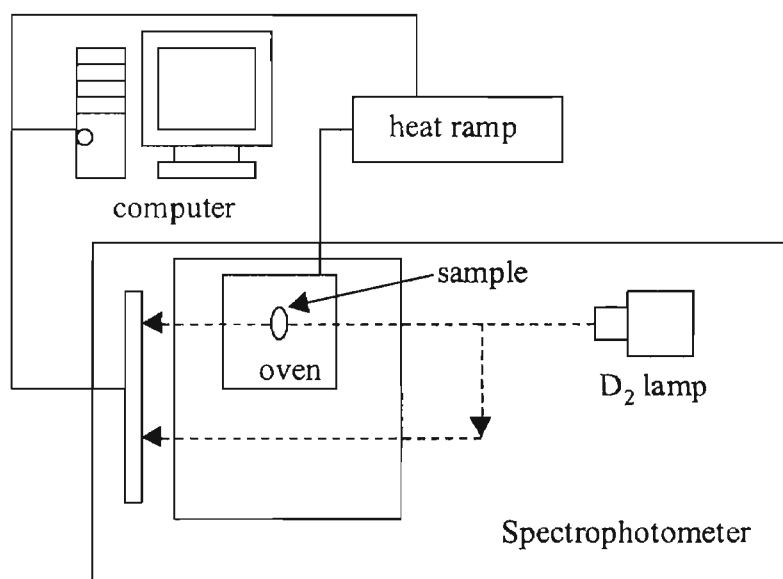 heat ramp
computer
sample
oven
D₂ lamp
Spectrophotometer